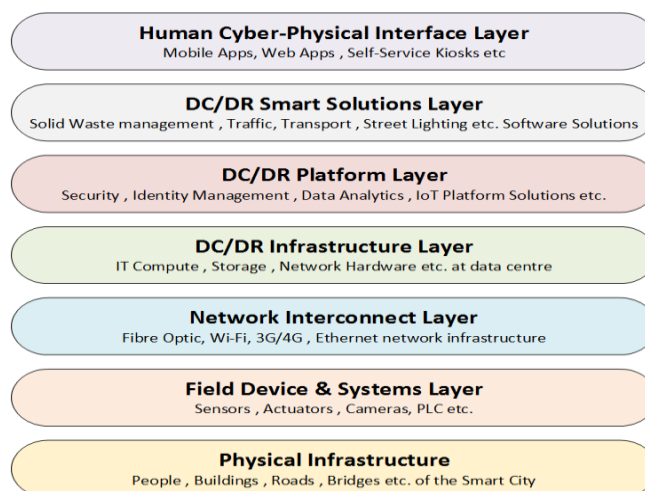 Human Cyber-Physical Interface Layer
Mobile Apps, Web Apps , Self-Service Kiosks etc
DC/DR Smart Solutions Layer
Solid Waste management , Traffic, Transport , Street Lighting etc. Software Solutions
DC/DR Platform Layer
Security , Identity Management , Data Analytics , IoT Platform Solutions etc.
DC/DR Infrastructure Layer
IT Compute , Storage , Network Hardware etc. at data centre
Network Interconnect Layer
Fibre Optic, Wi-Fi, 3G/4G , Ethernet network infrastructure
Field Device & Systems Layer
Sensors , Actuators , Cameras, PLC etc.
Physical Infrastructure
People , Buildings , Roads , Bridges etc. of the Smart City